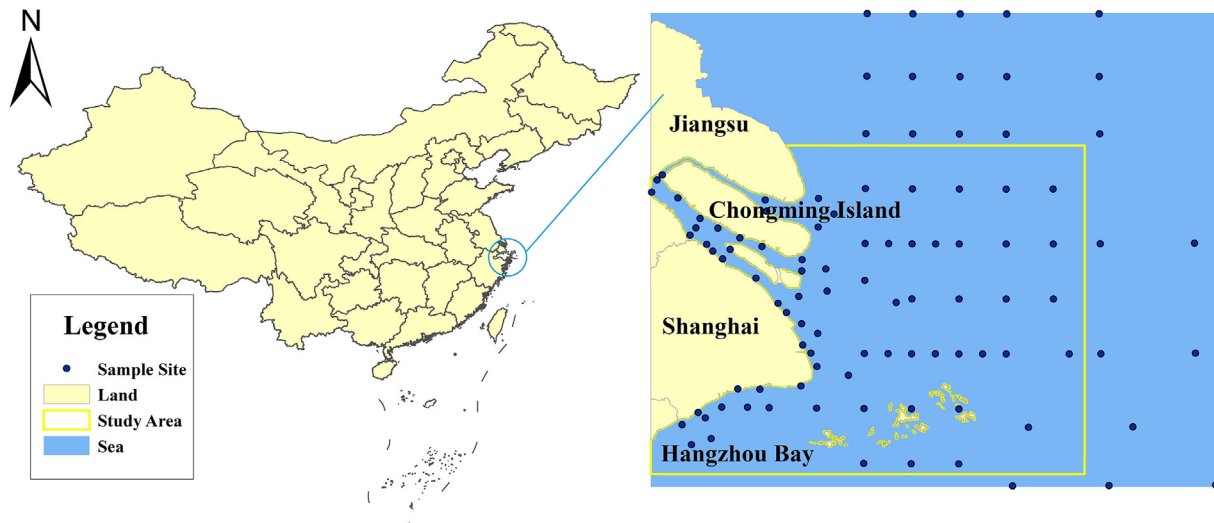 N
Legend
Sample Site
Land
Study Area
Sea
Jiangsu
Chongming Island
Shanghai
Hangzhou Bay